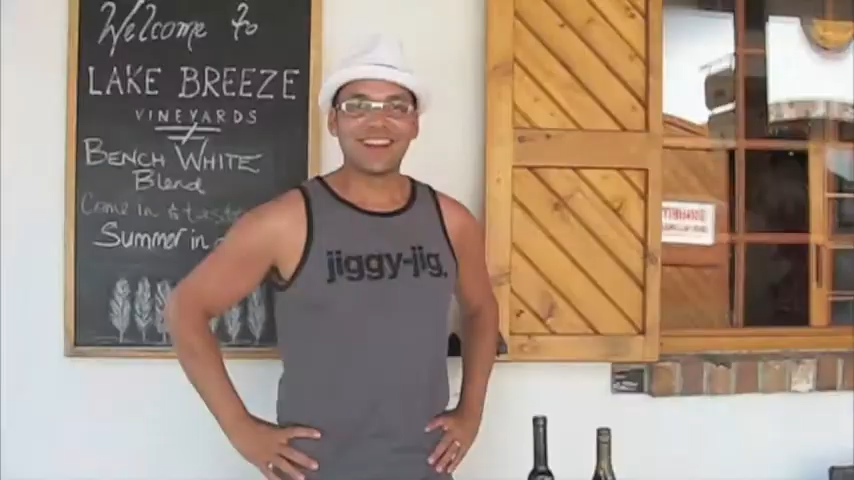 Welcome to
LAKE BREEZE
VINEYARDS
BENCH WHITE
Blend
Come in & taste
Summer in
jiggy-jig.